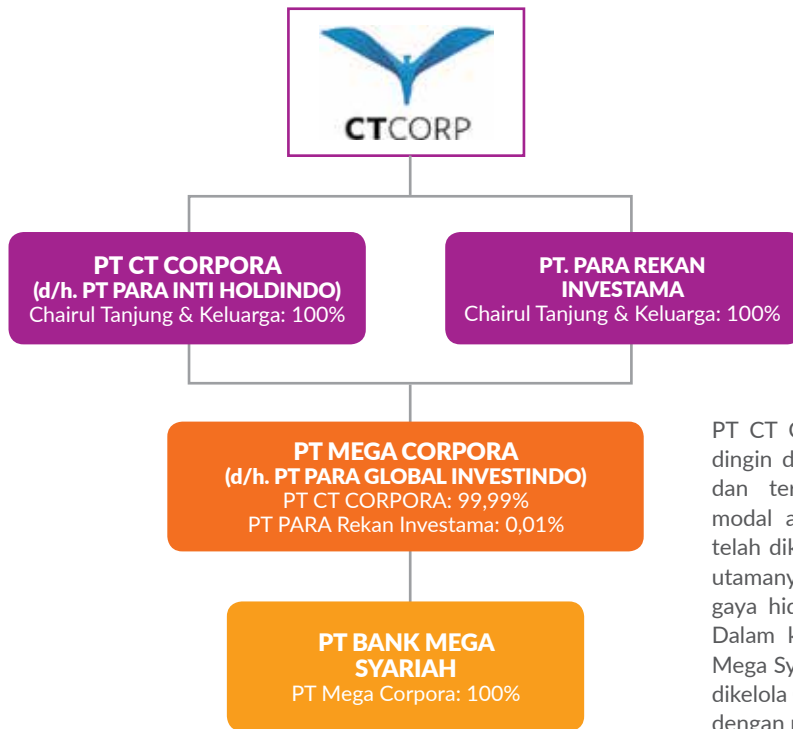 CTCORP
PT CT CORPORA
(d/h. PT PARA INTI HOLDINDO)
Chairul Tanjung & Keluarga: 100%
PT. PARA REKAN
INVESTAMA
Chairul Tanjung & Keluarga: 100%
PT MEGA CORPORA
(d/h. PT PARA GLOBAL INVESTINDO)
PT CT CORPORA: 99,99%
PT PARA Rekan Investama: 0,01%
PT BANK MEGA
SYARIAH
PT Mega Corpora: 100%
PT CT
dingin
dan
modal
telah
utamany
gaya
Dalam
Mega
dikelola
dengan